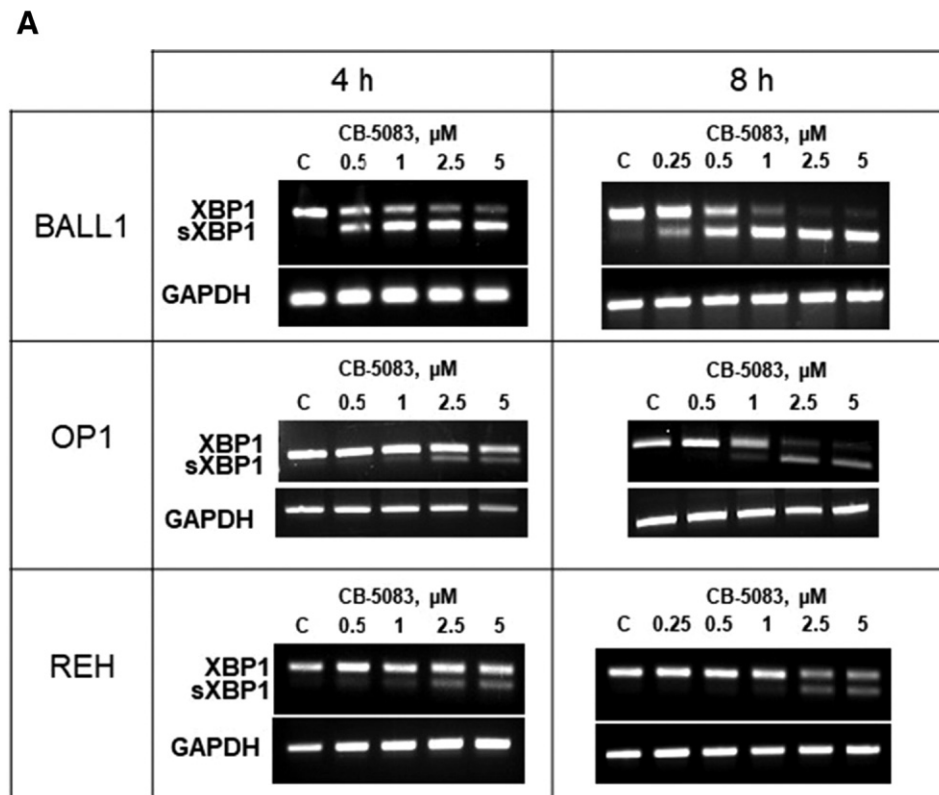 A
4 h 8 h
BALL1
CB-5083, µM
C 0.5 1 2.5 5
XBP1
sXBP1
GAPDH
CB-5083, µM
C 0.25 0.5 1 2.5 5
OP1
CB-5083, µM
C 0.5 1 2.5 5
XBP1
sXBP1
GAPDH
CB-5083, µM
C 0.5 1 2.5 5
REH
CB-5083, µM
C 0.5 1 2.5 5
XBP1
sXBP1
GAPDH
CB-5083, µM
C 0.25 0.5 1 2.5 5